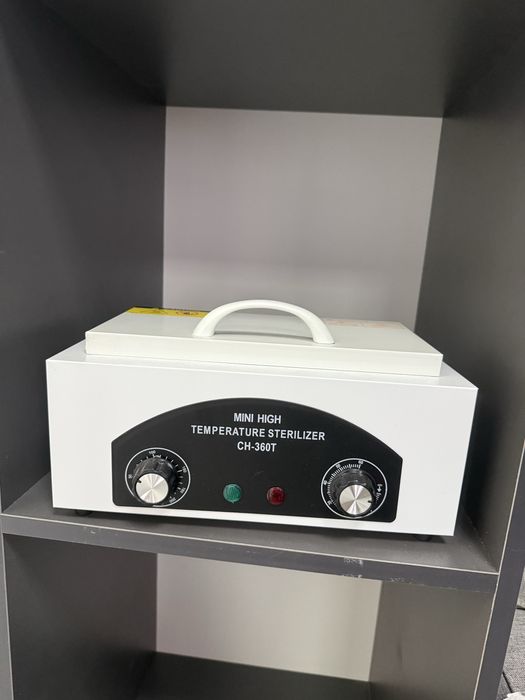 MINI HIGH
TEMPERATURE STERILIZER
CH-360T